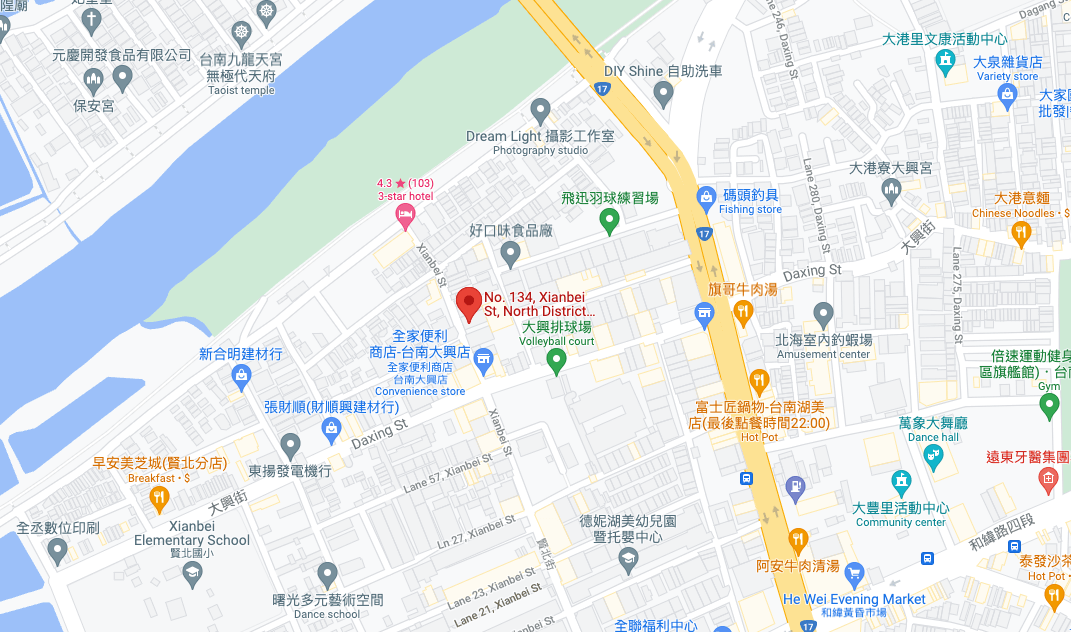 隍廟
元慶開發食品有限公司
台南九龍天宮
無極代天府
Taoist temple
保安宮
Lane 246, Daxing St
Dagang St
大港里文康活動中心
大泉雜貨店
Variety store
大家
批發
DIY Shine 自助洗車
17
Dream Light 攝影工作室
Photography studio
4.3 ★ (103)
3-star hotel
飛迅羽球練習場
碼頭釣具
Fishing store
大港寮大興宮
Lane 280, Daxing St
大港意麵
Chinese Noodles • $
大興街
好口味食品廠
Xianbei St
17
Daxing St
Lane 275, Daxing St
No. 134, Xianbei
St, North District...
旗哥牛肉湯
大興排球場
Volleyball court
全家便利
商店-台南大興店
全家便利商店
台南大興店
Convenience store
北海室內釣蝦場
Amusement center
新合明建材行
倍速運動健身
區旗艦館)・台
Gym
張財順(財順興建材行)
富士匠鍋物-台南湖美
店(最後點餐時間22:00)
Hot Pot
Daxing St
Xianbei St
萬象大舞廳
Dance hall
東揚發電機行
早安美芝城(賢北分店)
Breakfast • $
Lane 57, Xianbei St
遠東牙醫集團
大興街
大豐里活動中心
Community center
全丞數位印刷
Xianbei
Elementary School
賢北國小
Ln 27, Xianbei St
德妮湖美幼兒園
暨托嬰中心
和緯路四段
賢北街
阿安牛肉清湯
泰發沙茶
Hot Pot •
曙光多元藝術空間
Dance school
Lane 23, Xianbei St
Lane 21, Xianbei St
He Wei Evening Market
和緯黃昏市場
Xianbei St
全聯福利中心
17